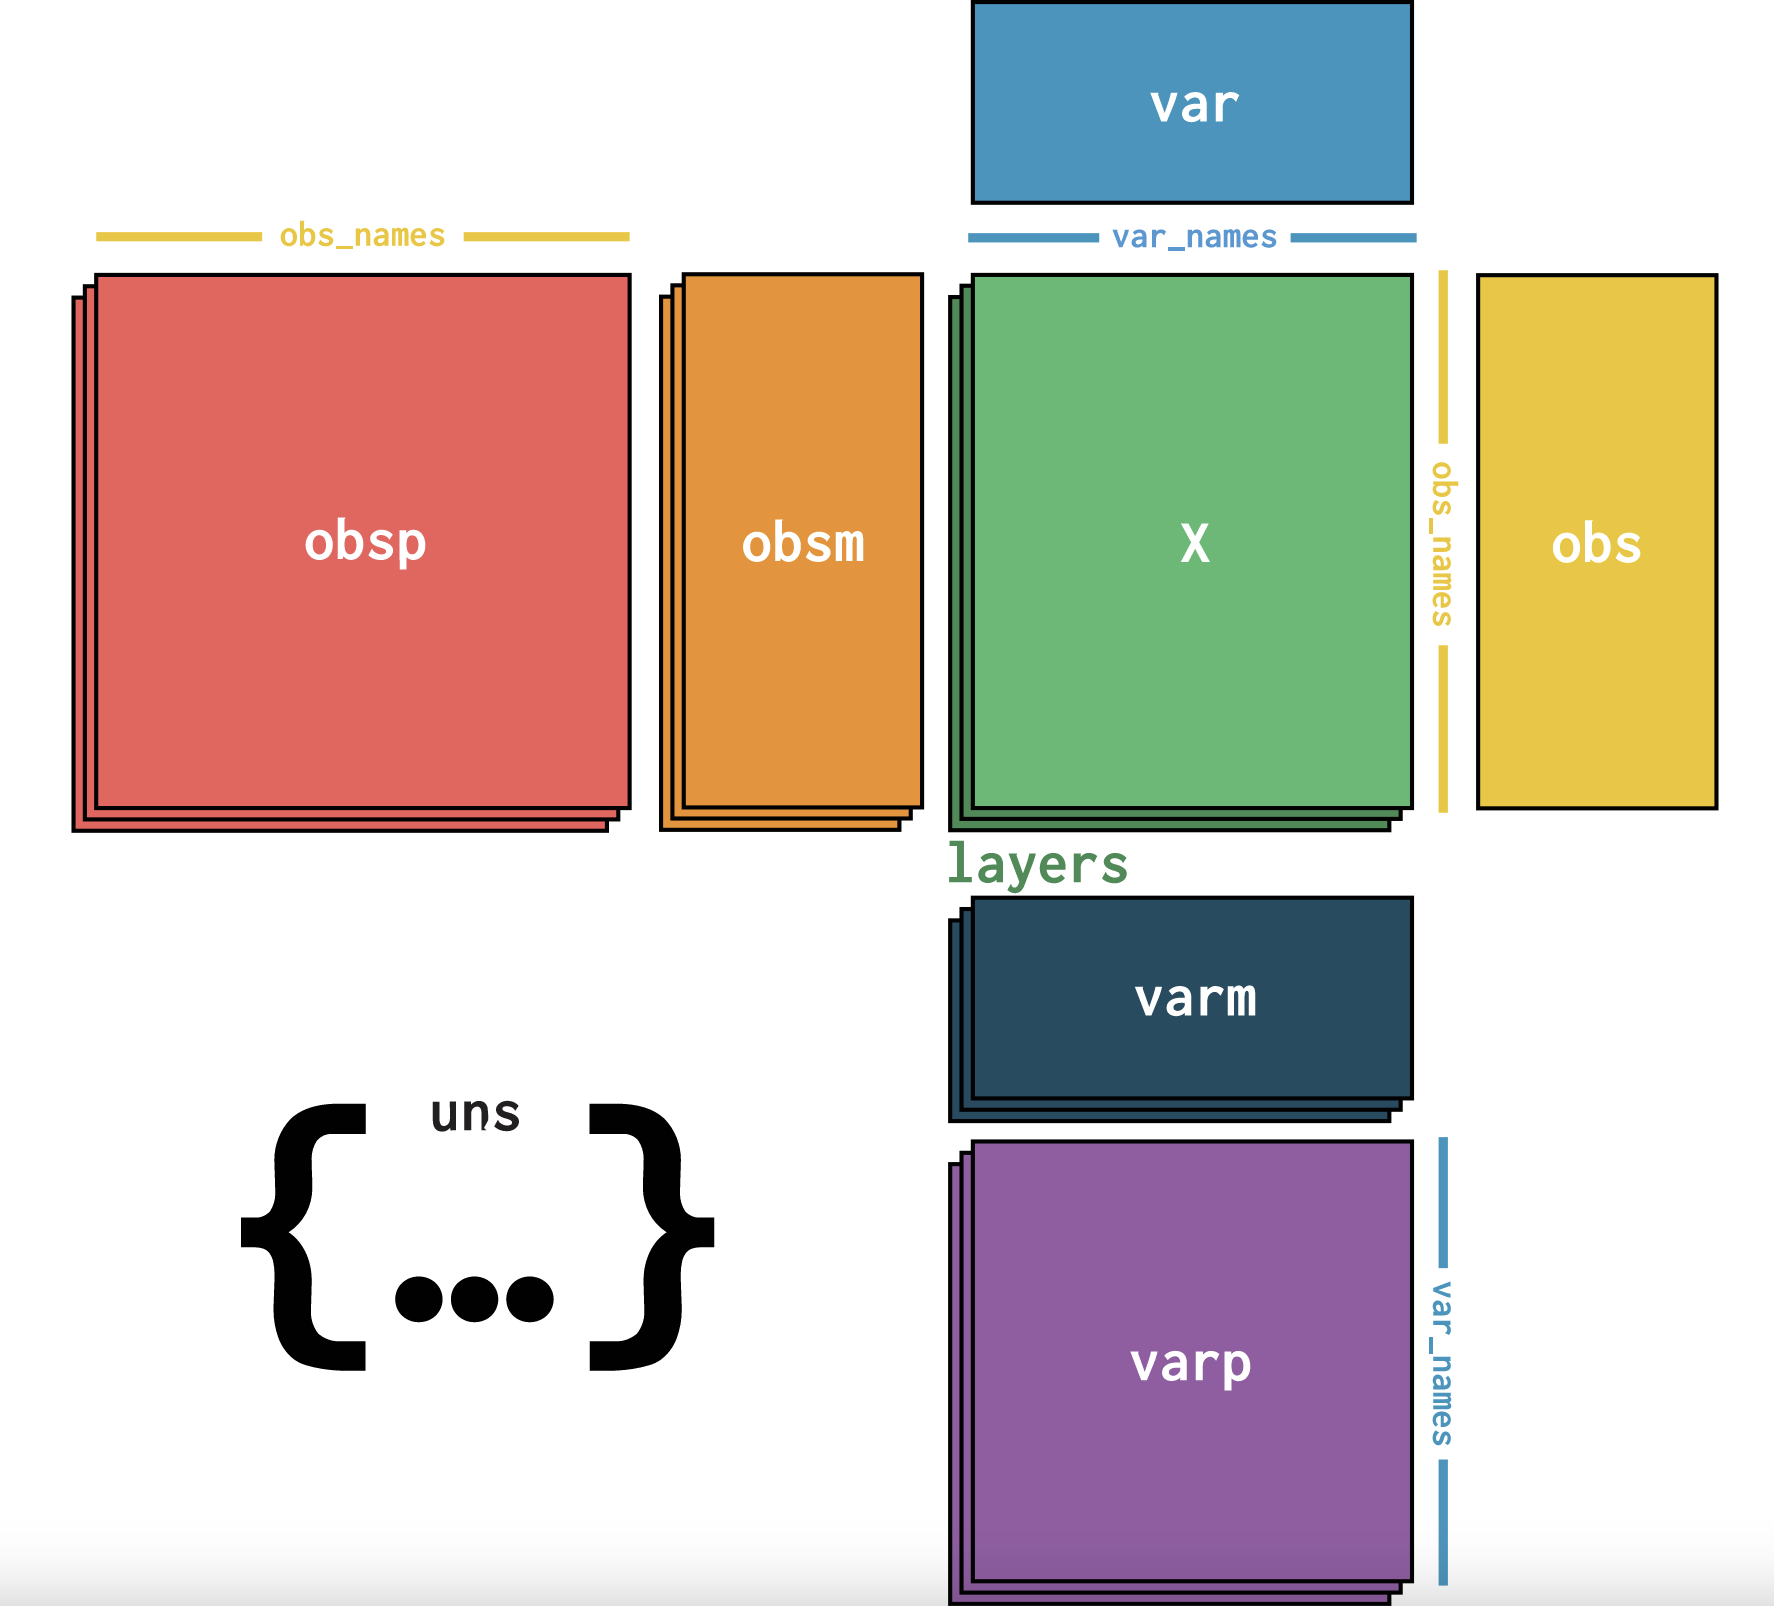 var
obs_names
var_names
obsp
obsm
X
obs_names
obs
layers
varm
uns
{...}
varp
var_names